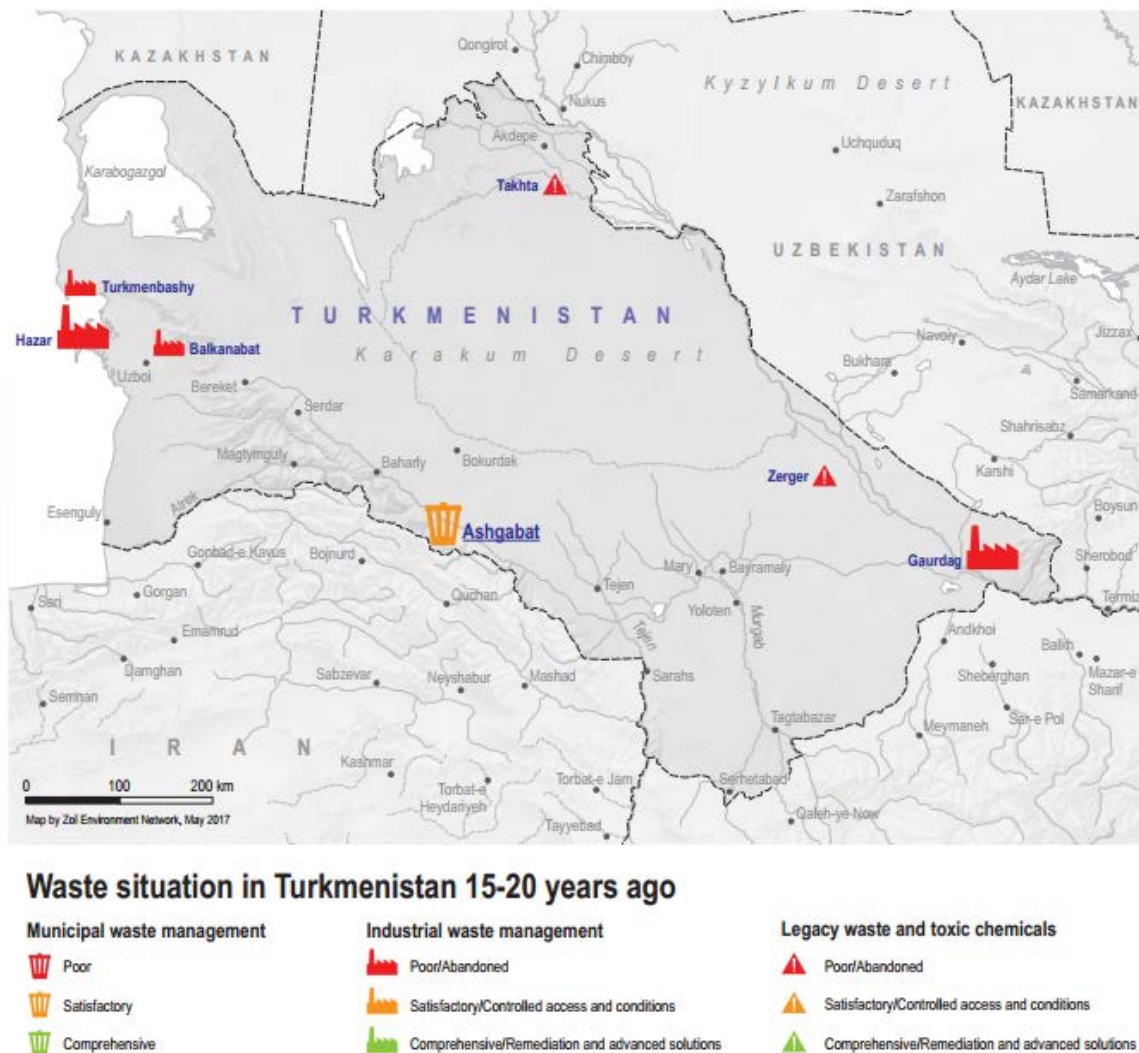 KAZAKHSTAN
Qongirot
Chimboy
Kyzylkum Desert
KAZAKHSTAN
Nukus
Akdepe
Uchquduq
Karabogazgol
Takhta
Zarafshon
UZBEKISTAN
Aydar Lake
Turkmenbashy
TURKMENISTAN
Hazar
Balkanabat
Karakum Desert
Navoiy
Jizzax
Uzboi
Bereket
Bukhara
Samarkand
Serdar
Shahrisabz
Magtymguly
Baharly
Bokurdak
Karshi
Zerger
Atrek
Esenguly
Ashgabat
Boysun
Gonbad-e Kavus
Bojnurd
Gaurdag
Sherobod
Mary
Bayramaly
Gorgan
Quchan
Tejen
Sari
Yoloten
Termiz
Emamrud
Tejen
Murgab
Andkhoi
Balkh
Damghan
Sabzevar
Neyshabur
Mashad
Sarahs
Sheberghan
Mazar-e
Sharif
Semnan
Sar-e Pol
Tagtabazar
Meymaneh
IRAN
Kashmar
Torbat-e Jam
Serhetabad
Torbat-e
Heydariyeh
Qaleh-ye Now
Tayyebad
0 100 200 km
Map by Zoï Environment Network, May 2017
Waste situation in Turkmenistan 15-20 years ago
Municipal waste management
Poor
Satisfactory
Comprehensive
Industrial waste management
Poor/Abandoned
Satisfactory/Controlled access and conditions
Comprehensive/Remediation and advanced solutions
Legacy waste and toxic chemicals
Poor/Abandoned
Satisfactory/Controlled access and conditions
Comprehensive/Remediation and advanced solutions